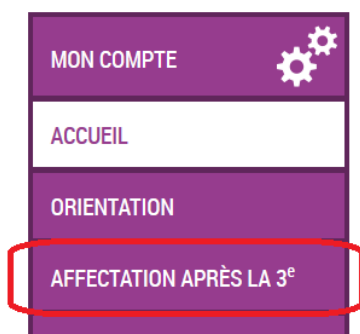 MON COMPTE
ACCUEIL
ORIENTATION
AFFECTATION APRÈS LA 3ᵉ